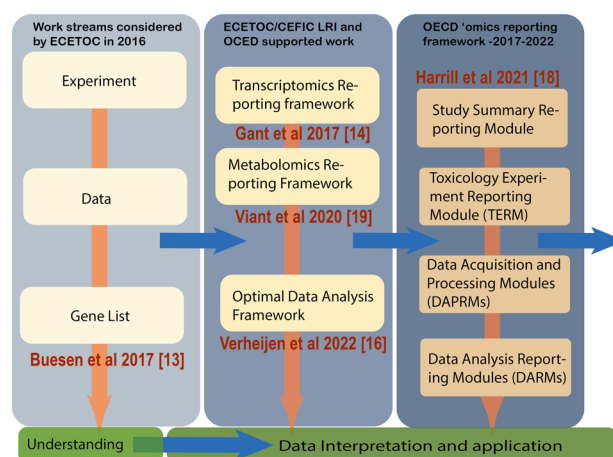 Work streams considered
by ECETOC in 2016
Experiment
Data
Gene List
Buesen et al 2017 [13]
ECETOC/CEFIC LRI and
OCED supported work
Transcriptomics Re-
porting framework
Gant et al 2017 [14]
Metabolomics Re-
porting Framework
Viant et al 2020 [19]
Optimal Data Analysis
Framework
Verheijen et al 2022 [16]
OECD ‘omics reporting
framework -2017-2022
Harrill et al 2021 [18]
Study Summary Re-
porting Module
Toxicology Experi-
ment Reporting
Module (TERM)
Data Acquisition and
Processing Modules
(DAPRMs)
Data Analysis Report-
ing Modules (DARMs)
Understanding
Data Interpretation and application